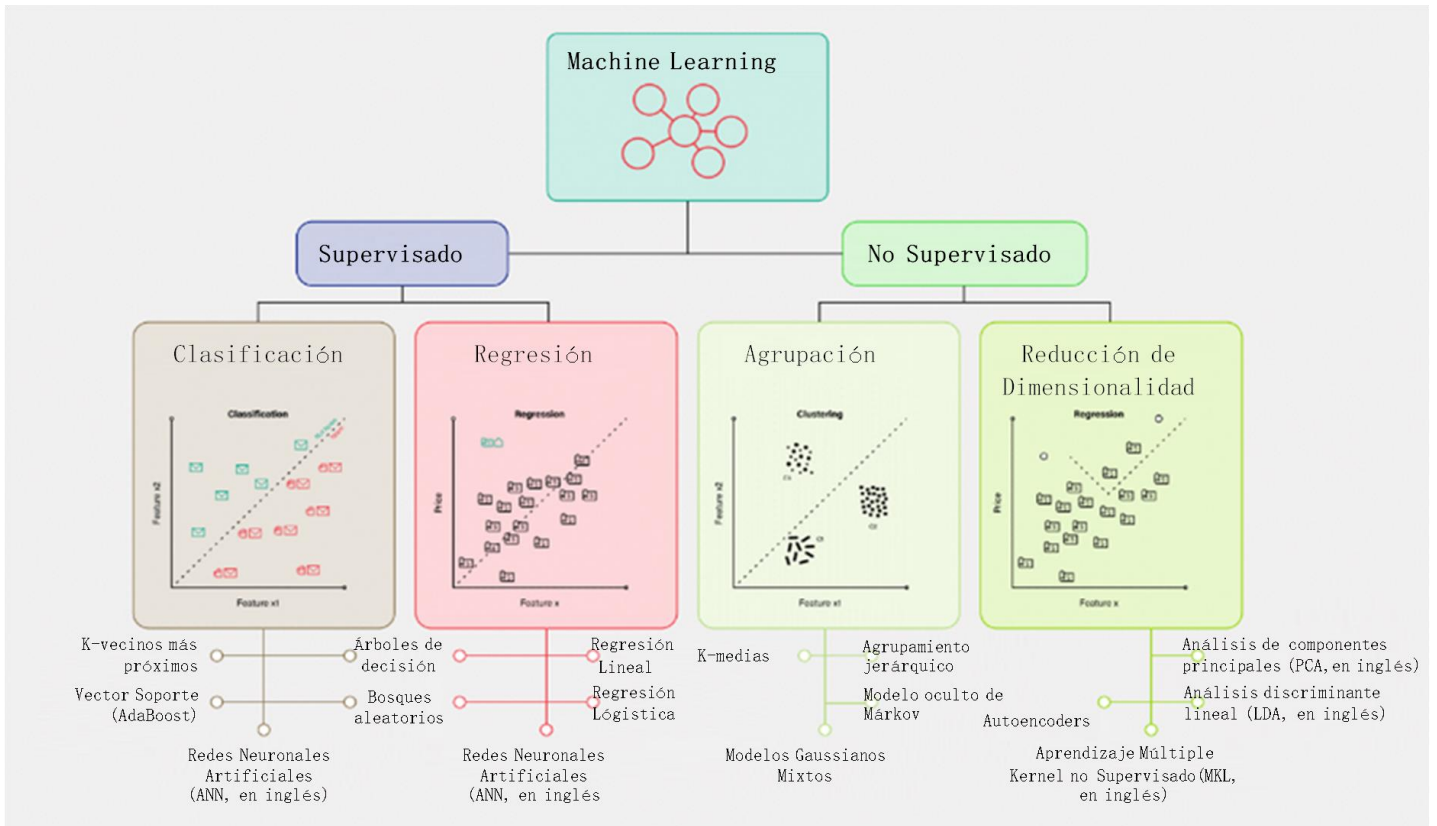 Machine Learning
Supervisado
No Supervisado
Clasificación
Classification
Feature x2
Feature x1
Regresión
Regression
Price
Feature x
Agrupación
Clustering
Feature x2
C1
C2
C3
Feature x1
Reducción de
Dimensionalidad
Regression
Price
Feature x
K-vecinos más
próximos
Árboles de
decisión
Vector Soporte
(AdaBoost)
Bosques
aleatorios
Redes Neuronales
Artificiales
(ANN, en inglés)
Regresión
Lineal
Regresión
Lógistica
Redes Neuronales
Artificiales
(ANN, en inglés
K-medias
Agrupamiento
jerárquico
Modelo oculto de
Márkov
Modelos Gaussianos
Mixtos
Análisis de componentes
principales (PCA, en inglés)
Autoencoders
Análisis discriminante
lineal (LDA, en inglés)
Aprendizaje Múltiple
Kernel no Supervisado(MKL,
en inglés)